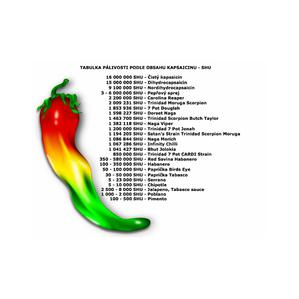 TABULKA PÁLIVOSTI PODLE OBSAHU KAPSAICINU - SHU
16 000 000 SHU - Čistý kapsaicin
15 000 000 SHU - Dihydrokapsaicin
9 100 000 SHU - Nordihydrokapsaicin
3 - 6 000 000 SHU - Pepřový sprej
2 200 000 SHU - Carolina Reaper
2 009 231 SHU - Trinidad Moruga Scorpion
1 853 936 SHU - 7 Pot Douglah
1 598 227 SHU - Dorset Naga
1 463 700 SHU - Trinidad Scorpion Butch Taylor
1 382 118 SHU - Naga Viper
1 200 000 SHU - Trinidad 7 Pot Jonah
1 194 200 SHU - Satan's Strain Trinidad Scorpion Moruga
1 086 844 SHU - Naga Morich
1 067 286 SHU - Infinity Chilli
1 041 427 SHU - Bhut Jolokia
850 000 SHU - Trinidad 7 Pot CARDI Strain
350 - 580 000 SHU - Red Savina Habanero
100 - 350 000 SHU - Habanero
50 - 100 000 SHU - Paprička Birds Eye
30 - 50 000 SHU - Paprička Tabasco
5 - 23 000 SHU - Serrano
5 - 10 000 SHU - Chipotle
2 500 - 8 000 SHU - Jalapeno, Tabasco sauce
1 000 - 2 000 SHU - Poblano
100 - 500 SHU - Pimento